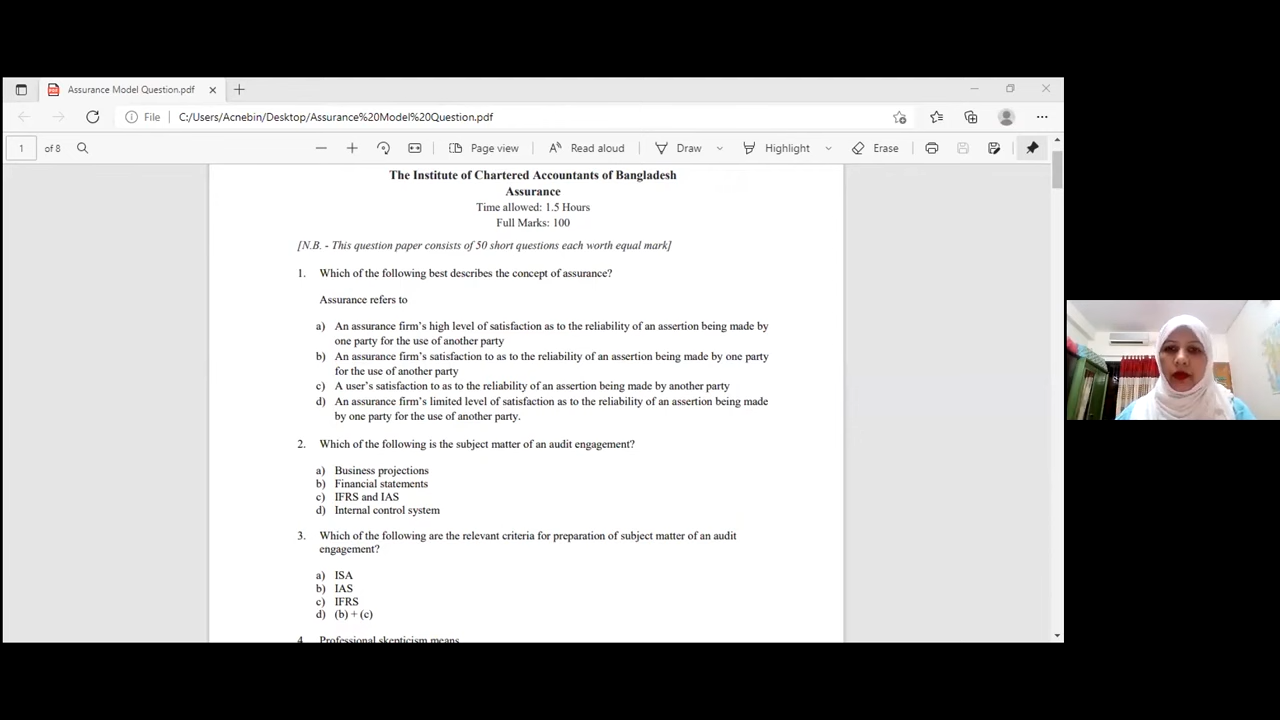 Assurance Model Question.pdf
File C:/Users/Acnebin/Desktop/Assurance%20Model%20Question.pdf
1 of 8 Page view Read aloud Draw Highlight Erase
The Institute of Chartered Accountants of Bangladesh
Assurance
Time allowed: 1.5 Hours
Full Marks: 100
[N.B. - This question paper consists of 50 short questions each worth equal mark]
1. Which of the following best describes the concept of assurance?
Assurance refers to
a) An assurance firm's high level of satisfaction as to the reliability of an assertion being made by
one party for the use of another party
b) An assurance firm's satisfaction to as to the reliability of an assertion being made by one party
for the use of another party
c) A user's satisfaction to as to the reliability of an assertion being made by another party
d) An assurance firm's limited level of satisfaction as to the reliability of an assertion being made
by one party for the use of another party.
2. Which of the following is the subject matter of an audit engagement?
a) Business projections
b) Financial statements
c) IFRS and IAS
d) Internal control system
3. Which of the following are the relevant criteria for preparation of subject matter of an audit
engagement?
a) ISA
b) IAS
c) IFRS
d) (b) + (c)
4. Professional skepticism means